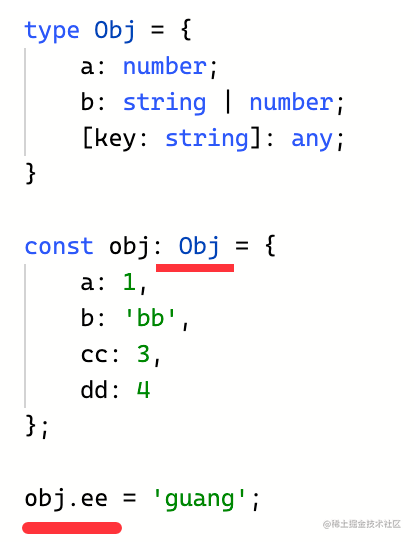 type Obj = {
    a: number;
    b: string | number;
    [key: string]: any;
}

const obj: Obj = {
    a: 1,
    b: 'bb',
    cc: 3,
    dd: 4
};

obj.ee = 'guang';
@稀土掘金技术社区